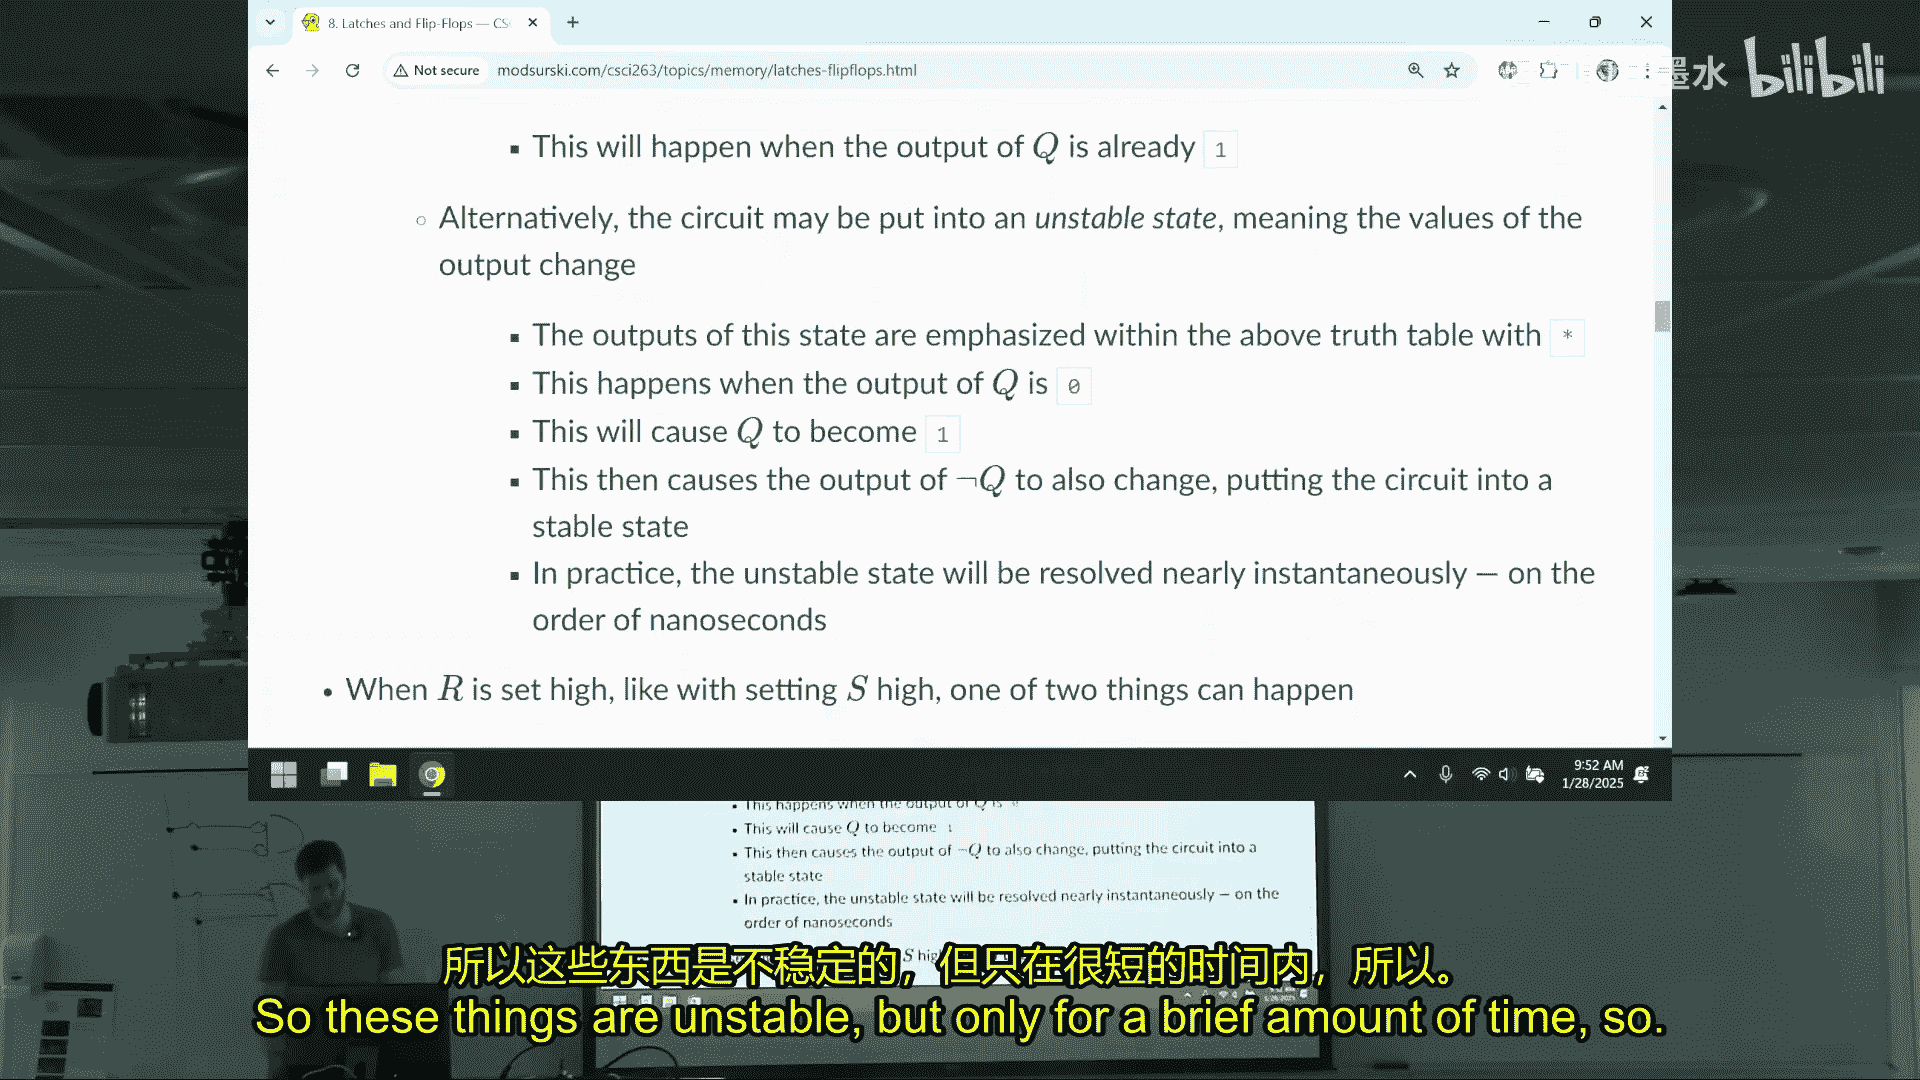 8. Latches and Flip-Flops — CS
Not secure
modsurski.com/csci263/topics/memory/latches-flipflops.html
墨水 bilibili
This will happen when the output of Q is already 1
Alternatively, the circuit may be put into an unstable state, meaning the values of the
output change
The outputs of this state are emphasized within the above truth table with *
This happens when the output of Q is 0
This will cause Q to become 1
This then causes the output of ¬Q to also change, putting the circuit into a
stable state
In practice, the unstable state will be resolved nearly instantaneously — on the
order of nanoseconds
When R is set high, like with setting S high, one of two things can happen
9:52 AM
1/28/2025
This happens when the output of Q is
This will cause Q to become 1
This then causes the output of ¬Q to also change, putting the circuit into a
stable state
In practice, the unstable state will be resolved nearly instantaneously — on the
order of nanoseconds
所以这些东西是不稳定的，但只在很短的时间内，所以。
So these things are unstable, but only for a brief amount of time, so.